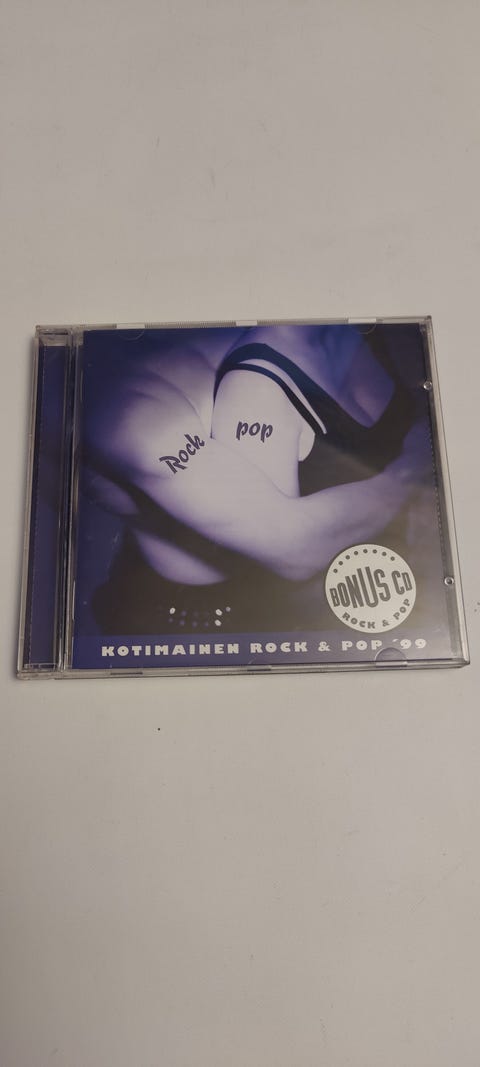 Rock
pop
BONUS CD
ROCK & POP
KOTIMAINEN ROCK & POP ´99